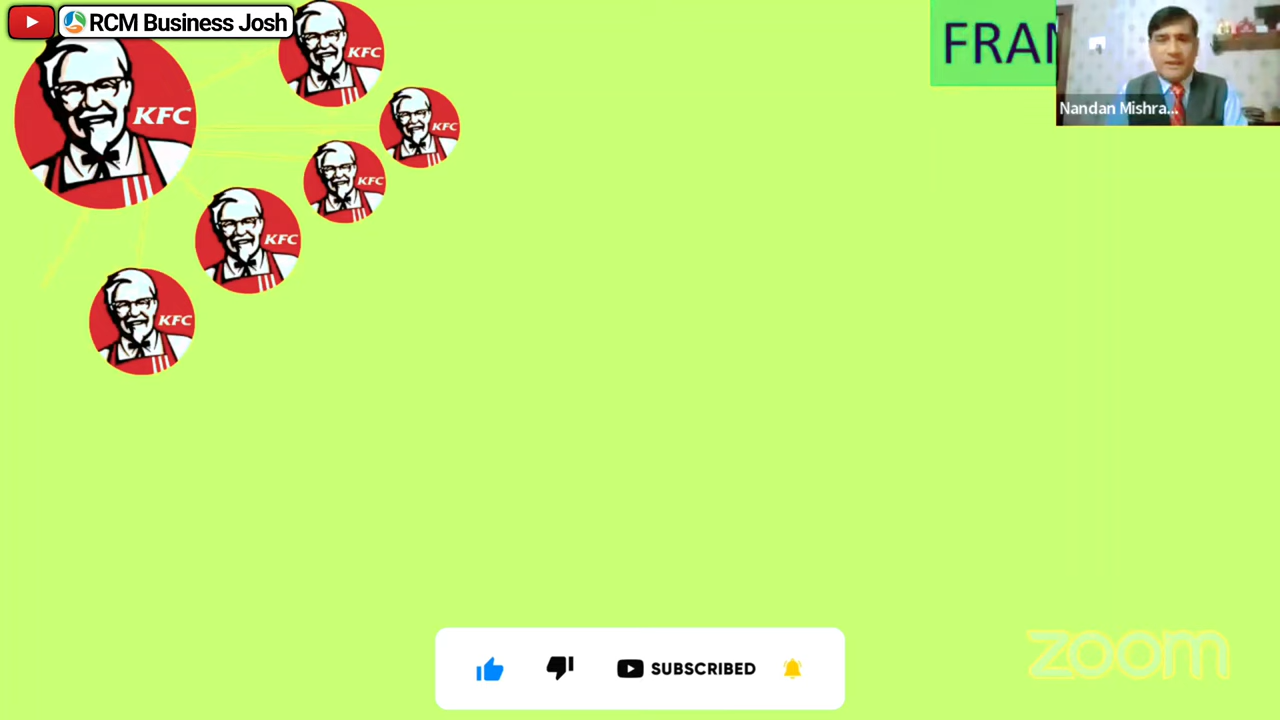 RCM Business Josh
KFC
KFC
KFC
KFC
KFC
KFC
FRAN
Nandan Mishra...
SUBSCRIBED
zoom